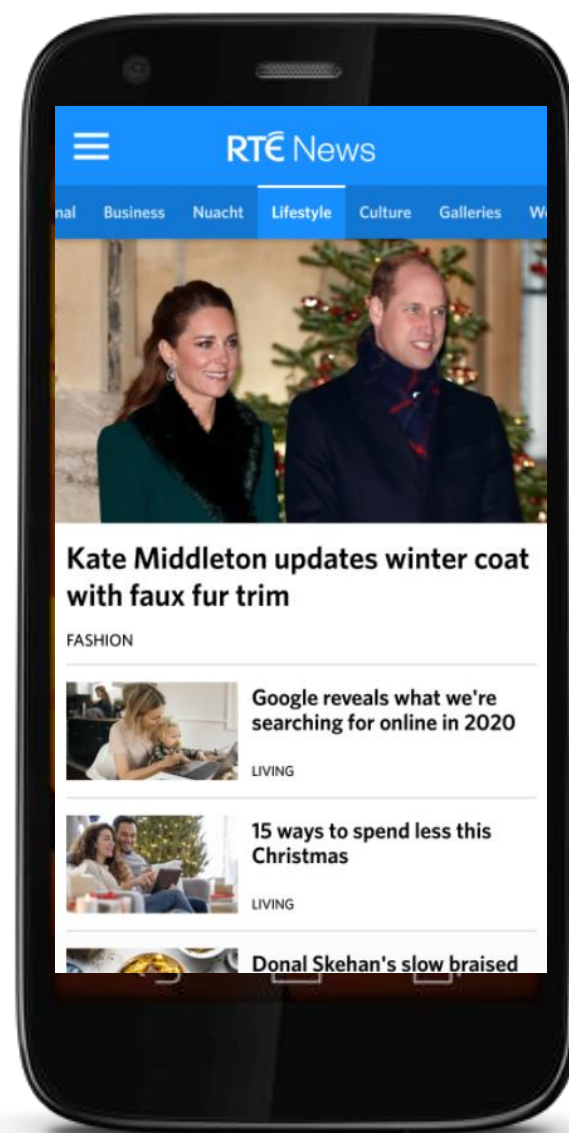 RTÉ News
nal Business Nuacht Lifestyle Culture Galleries W
Kate Middleton updates winter coat
with faux fur trim
FASHION
Google reveals what we're
searching for online in 2020
LIVING
15 ways to spend less this
Christmas
LIVING
Donal Skehan's slow braised